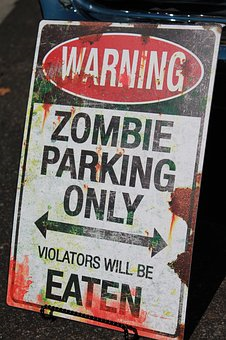 WARNING
ZOMBIE
PARKING
ONLY
VIOLATORS WILL BE
EATEN